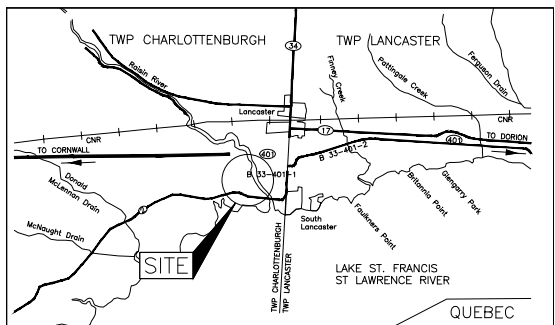 TWP CHARLOTTENBURGH
34
TWP LANCASTER
Raisin River
Finney Creek
Pattingale Creek
Ferguson Drain
Lancaster
CNR
CNR
17
TO DORION
401
TO CORNWALL
401
B 33-401-2
B 33-401-1
Donald
McLennan Drain
McNaught Drain
South
Lancaster
Faulkners Point
Britannia Point
Glengarry Park
SITE
TWP CHARLOTTENBURGH
TWP LANCASTER
LAKE ST. FRANCIS
ST LAWRENCE RIVER
QUEBEC